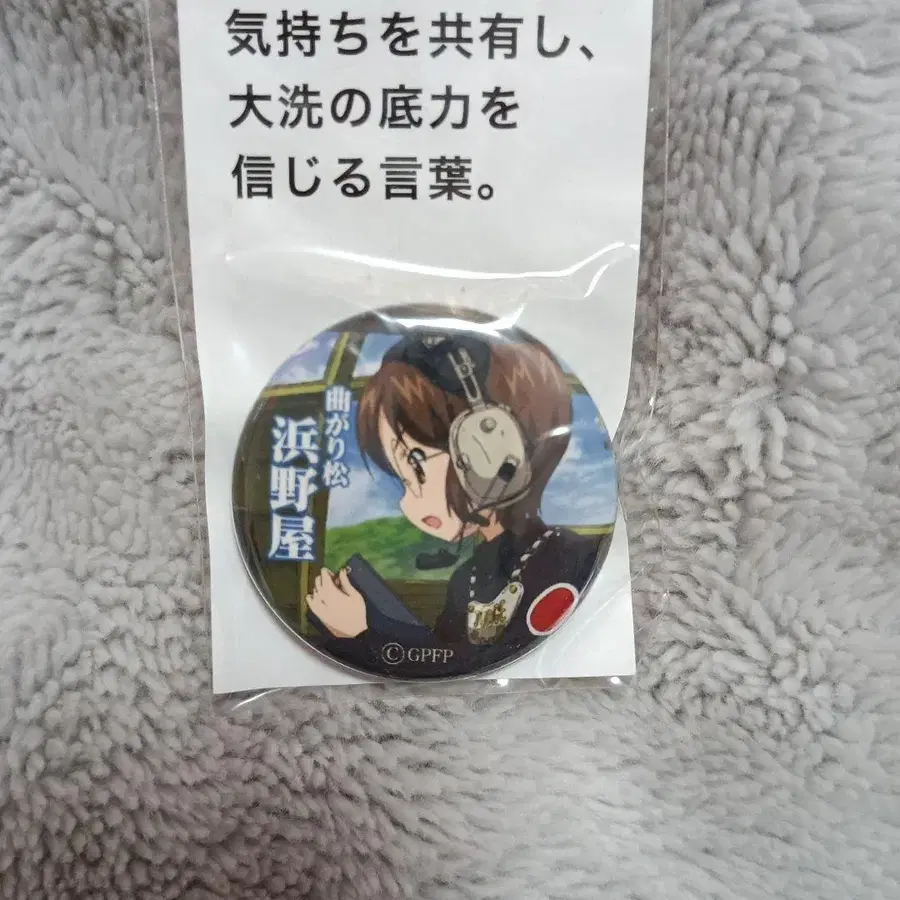 気持ちを共有し、
大洗の底力を
信じる言葉。
曲がり松
浜野屋
©GPFP